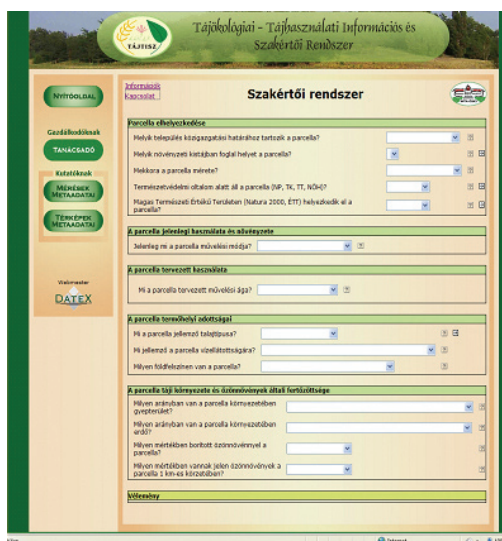 Tájökológiai - Tájhasználati Információs és
Szakértői Rendszer
TÁJTISZ
Nyitóoldal
Gazdálkodóknak
TANÁCSADÓ
Kutatóknak
Mérések
Metaadatai
Térképek
Metaadatai
Webmaster
DATEX
Információk
Kapcsolat
Szakértői rendszer
Parcella elhelyezkedése
Melyik település közigazgatási határához tartozik a parcella?
Melyik növényzeti kistájban foglal helyet a parcella?
Mekkora a parcella mérete?
Természetvédelmi oltalom alatt áll a parcella (NP, TK, TT, NÖH)?
Magas Természeti Értékű Területen (Natura 2000, ÉTT) helyezkedik el a
parcella?
A parcella jelenlegi használata és növényzete
Jelenleg mi a parcella művelési módja?
A parcella tervezett használata
Mi a parcella tervezett művelési ága?
A parcella termőhelyi adottságai
Mi a parcella jellemző talajtípusa?
Mi jellemző a parcella vízellátottságára?
Milyen földfelszínen van a parcella?
A parcella táji környezete és özönnövények általi fertőzöttsége
Milyen arányban van a parcella környezetében
gyepterület?
Milyen arányban van a parcella környezetében
erdő?
Milyen mértékben borított özönnövénnyel a
parcella?
Milyen mértékben vannak jelen özönnövények a
parcella 1 km-es körzetében?
Vélemény
Internet